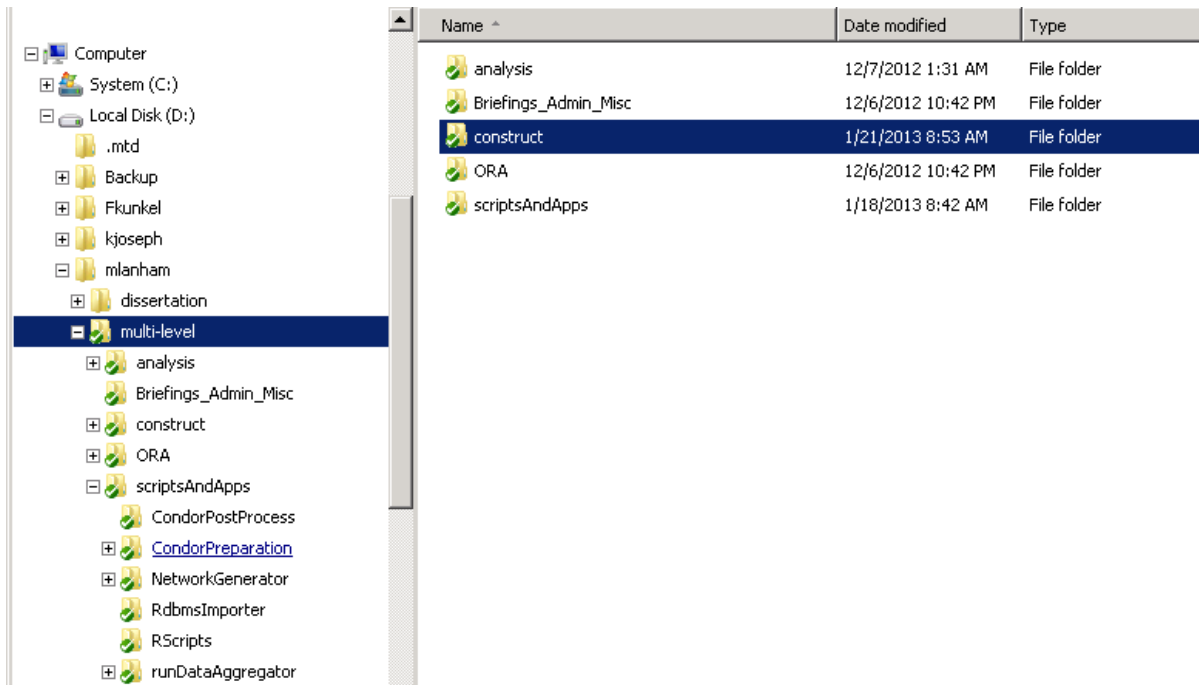 Computer
System (C:)
Local Disk (D:)
.mtd
Backup
Fkunkel
kjoseph
mlanham
dissertation
multi-level
analysis
Briefings_Admin_Misc
construct
ORA
scriptsAndApps
CondorPostProcess
CondorPreparation
NetworkGenerator
RdbmsImporter
RScripts
runDataAggregator
Name Date modified Type
analysis 12/7/2012 1:31 AM File folder
Briefings_Admin_Misc 12/6/2012 10:42 PM File folder
construct 1/21/2013 8:53 AM File folder
ORA 12/6/2012 10:42 PM File folder
scriptsAndApps 1/18/2013 8:42 AM File folder